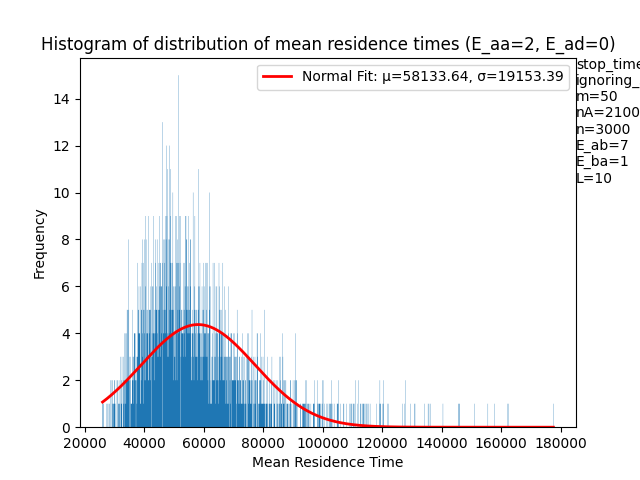 Histogram of distribution of mean residence times (E_aa=2, E_ad=0)
Normal Fit: μ=58133.64, σ=19153.39
stop_time
ignoring_
m=50
nA=2100
n=3000
E_ab=7
E_ba=1
L=10
Frequency
14
12
10
8
6
4
2
0
20000 40000 60000 80000 100000 120000 140000 160000 180000
Mean Residence Time